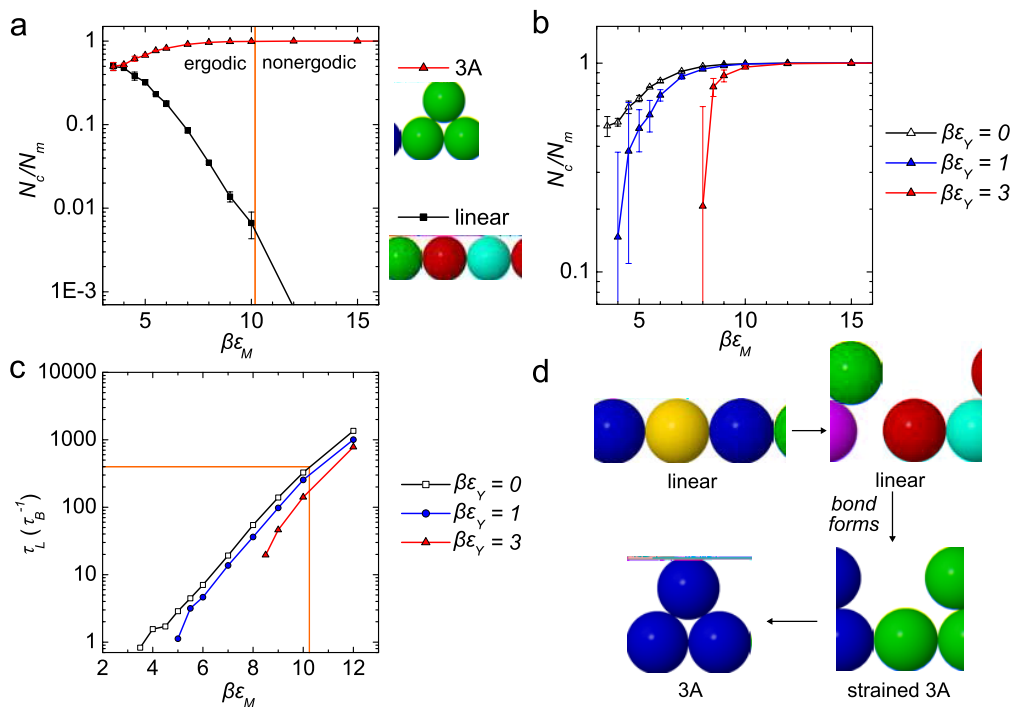 a
1
0.1
0.01
1E-3
N_c/N_m
ergodic
nonergodic
5
10
15
βε_M
3A
linear
b
1
0.1
N_c/N_m
5
10
15
βε_M
βε_Y = 0
βε_Y = 1
βε_Y = 3
c
10000
1000
100
10
1
τ_L (τ_B^-1)
2
4
6
8
10
12
βε_M
βε_Y = 0
βε_Y = 1
βε_Y = 3
d
linear
linear
bond
forms
3A
strained 3A